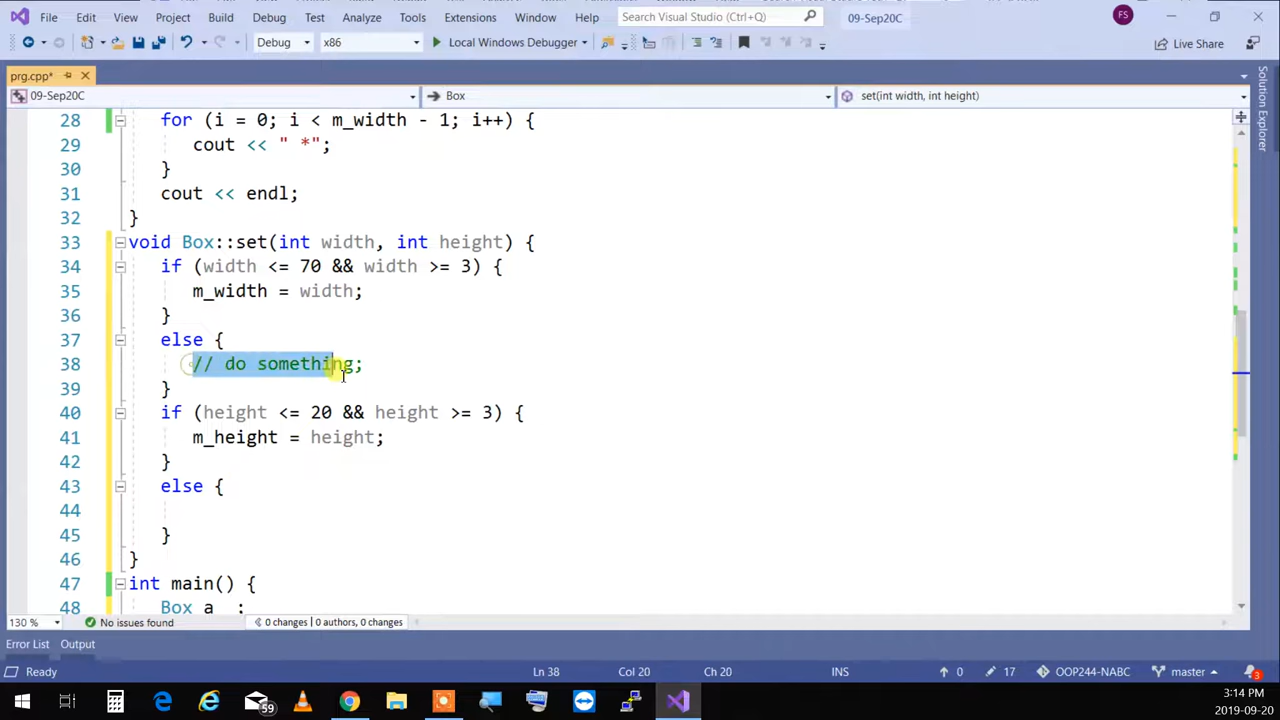 File Edit View Project Build Debug Test Analyze Tools Extensions Window Help Search Visual Studio (Ctrl+Q) 09-Sep20C FS
Debug x86 Local Windows Debugger Live Share
prg.cpp*
09-Sep20C Box set(int width, int height)
Solution Explorer
28 for (i = 0; i < m_width - 1; i++) {
29 cout << " *";
30 }
31 cout << endl;
32 }
33 void Box::set(int width, int height) {
34 if (width <= 70 && width >= 3) {
35 m_width = width;
36 }
37 else {
38 // do something;
39 }
40 if (height <= 20 && height >= 3) {
41 m_height = height;
42 }
43 else {
44
45 }
46 }
47 int main() {
48 Box a ;
130 % No issues found 0 changes | 0 authors, 0 changes
Error List Output
Ready Ln 38 Col 20 Ch 20 INS 0 17 OOP244-NABC master 3
59
3:14 PM
2019-09-20